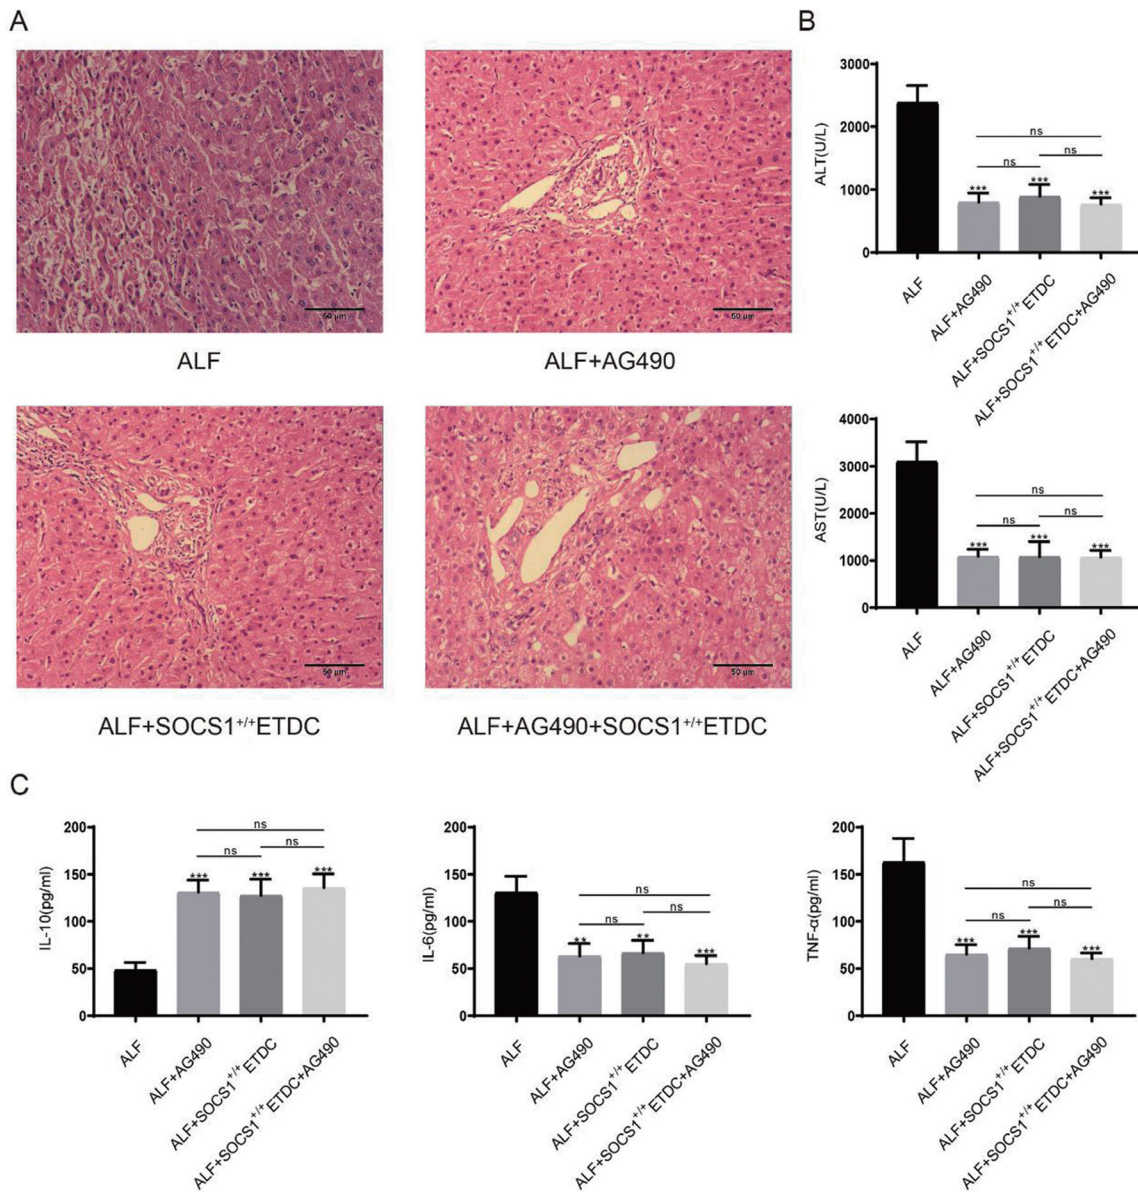 A
50 µm
ALF
50 µm
ALF+AG490
50 µm
ALF+SOCS1+/+ETDC
50 µm
ALF+AG490+SOCS1+/+ETDC
B
ALT(U/L)
3000
2000
1000
0
ns
ns
ns
***
***
***
ALF
ALF+AG490
ALF+SOCS1+/+ETDC
ALF+SOCS1+/+ETDC+AG490
AST(U/L)
4000
3000
2000
1000
0
ns
ns
ns
***
***
***
ALF
ALF+AG490
ALF+SOCS1+/+ETDC
ALF+SOCS1+/+ETDC+AG490
C
IL-10(pg/ml)
200
150
100
50
0
ns
ns
ns
***
***
***
ALF
ALF+AG490
ALF+SOCS1+/+ETDC
ALF+SOCS1+/+ETDC+AG490
IL-6(pg/ml)
200
150
100
50
0
ns
ns
ns
**
**
***
ALF
ALF+AG490
ALF+SOCS1+/+ETDC
ALF+SOCS1+/+ETDC+AG490
TNF-α(pg/ml)
200
150
100
50
0
ns
ns
ns
***
***
***
ALF
ALF+AG490
ALF+SOCS1+/+ETDC
ALF+SOCS1+/+ETDC+AG490